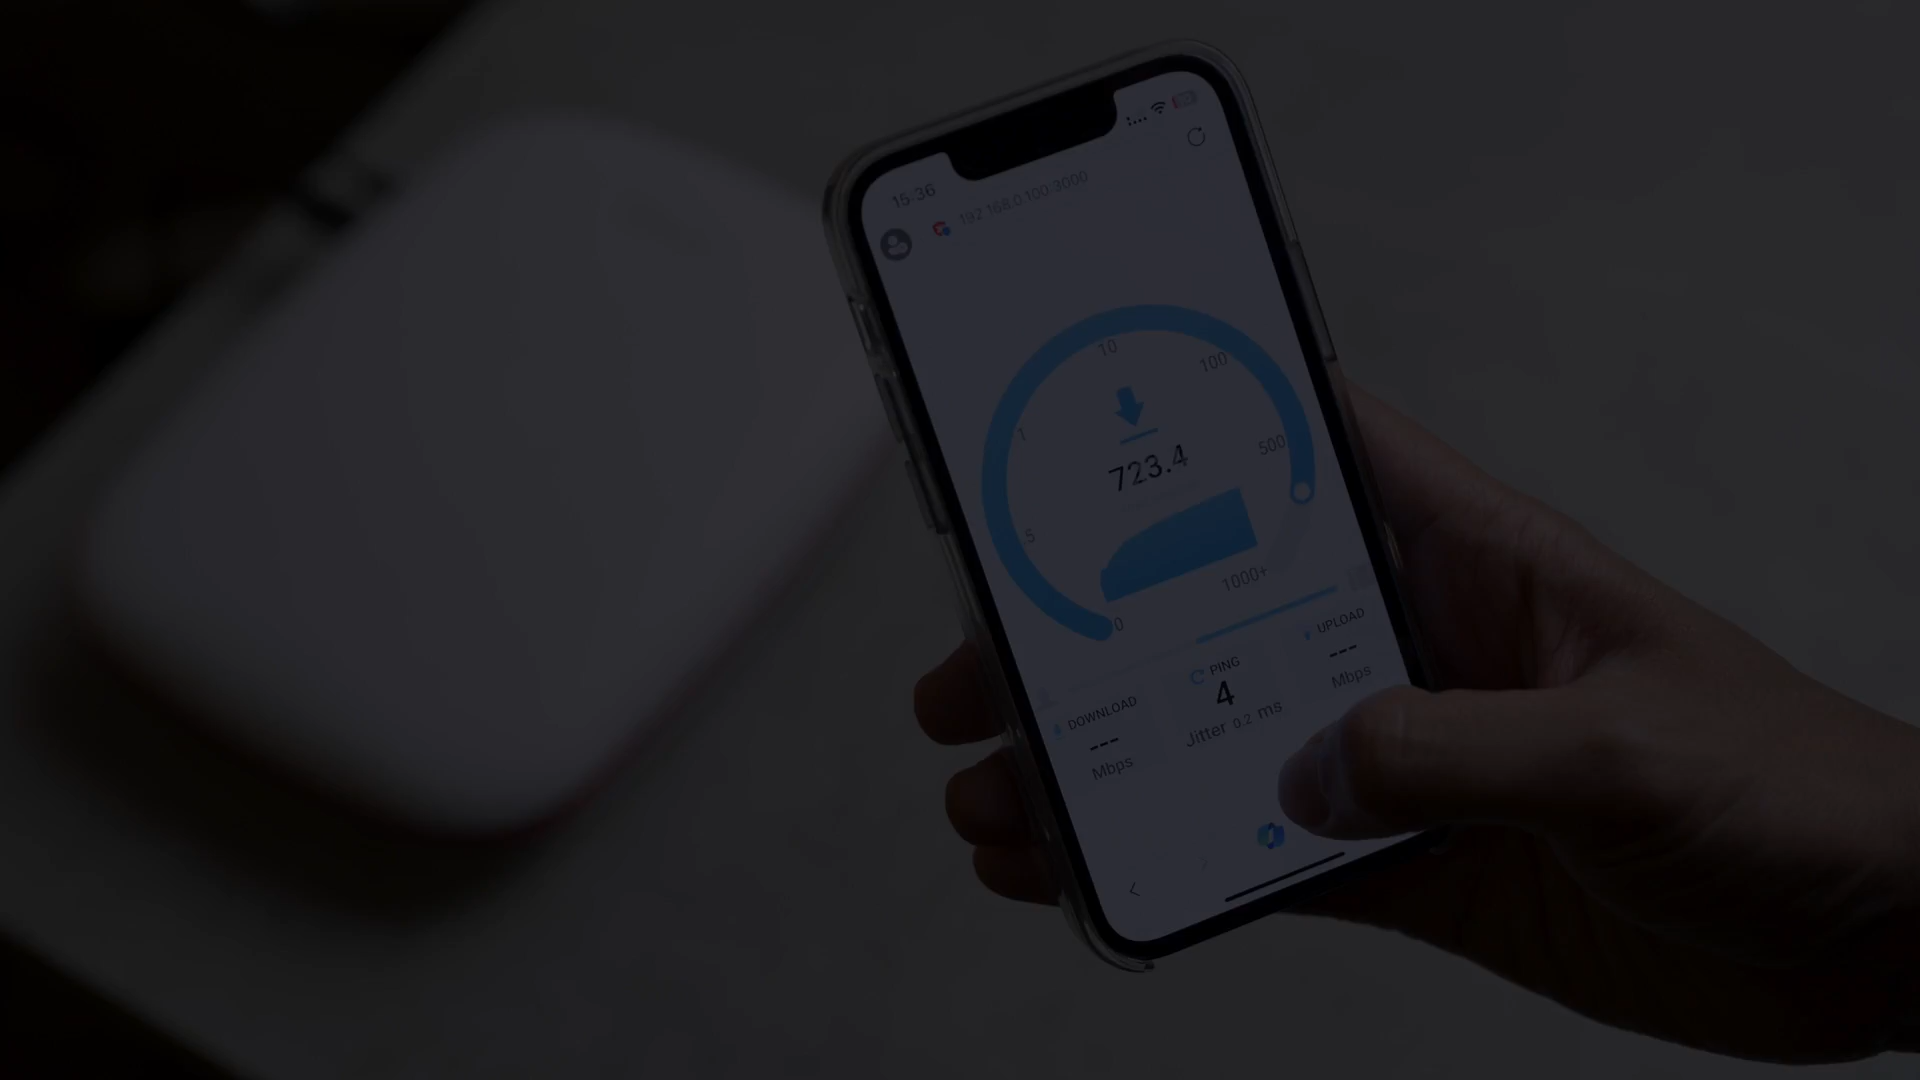 15:36
192.168.0.100:3000
10
100
1
500
723.4
.5
1000+
0
UPLOAD
---
Mbps
PING
4
Jitter 0.2 ms
DOWNLOAD
---
Mbps